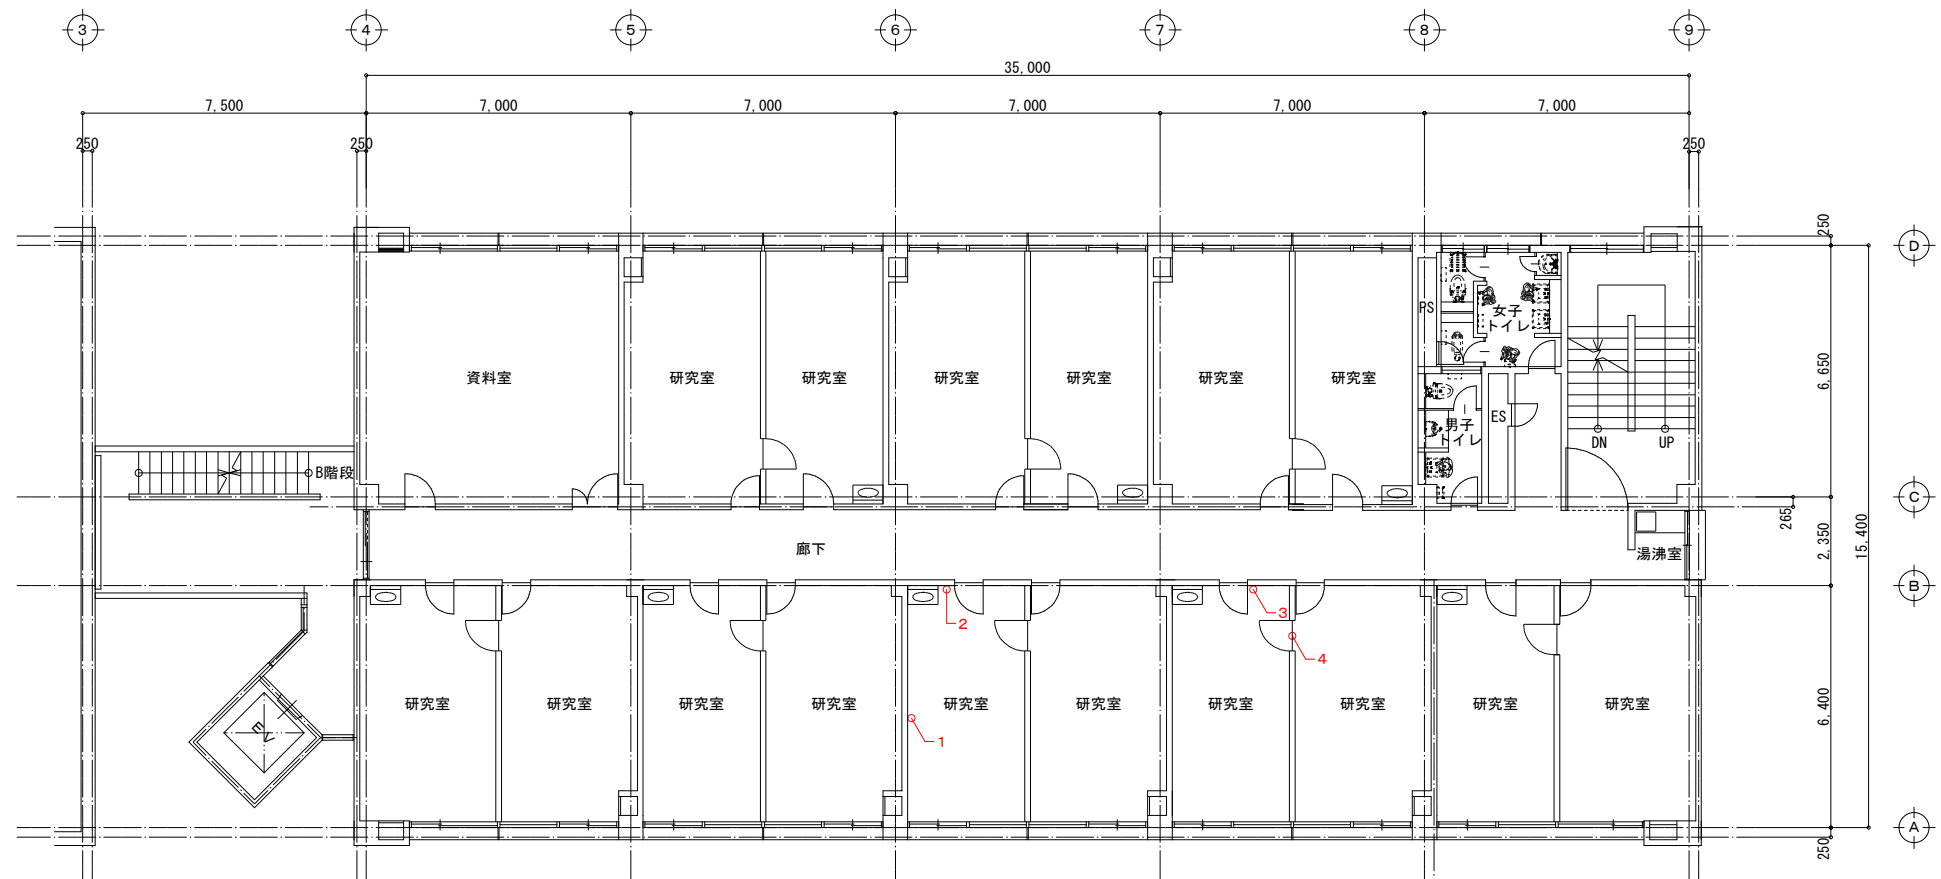 3 4 5 6 7 8 9
35,000
7,500 7,000 7,000 7,000 7,000 7,000
250 250 250
250
D
PS
女子
トイレ
資料室 研究室 研究室 研究室 研究室 研究室 研究室
6,650
ES
男子
トイレ
DN UP
B階段
C
265
廊下
湯沸室
2,350
15,400
B
2
3
4
研究室 研究室 研究室 研究室 研究室 研究室 研究室 研究室 研究室 研究室
6,400
EV
1
A
250